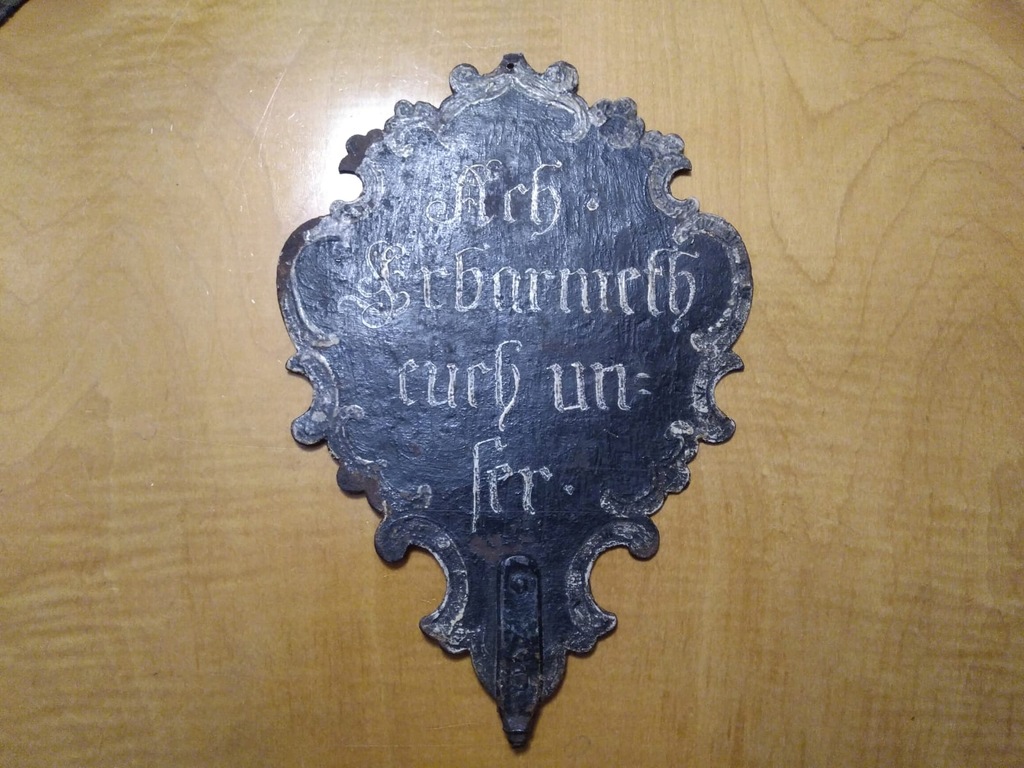 Ach.
Erbarmeth
euch un=
ser.